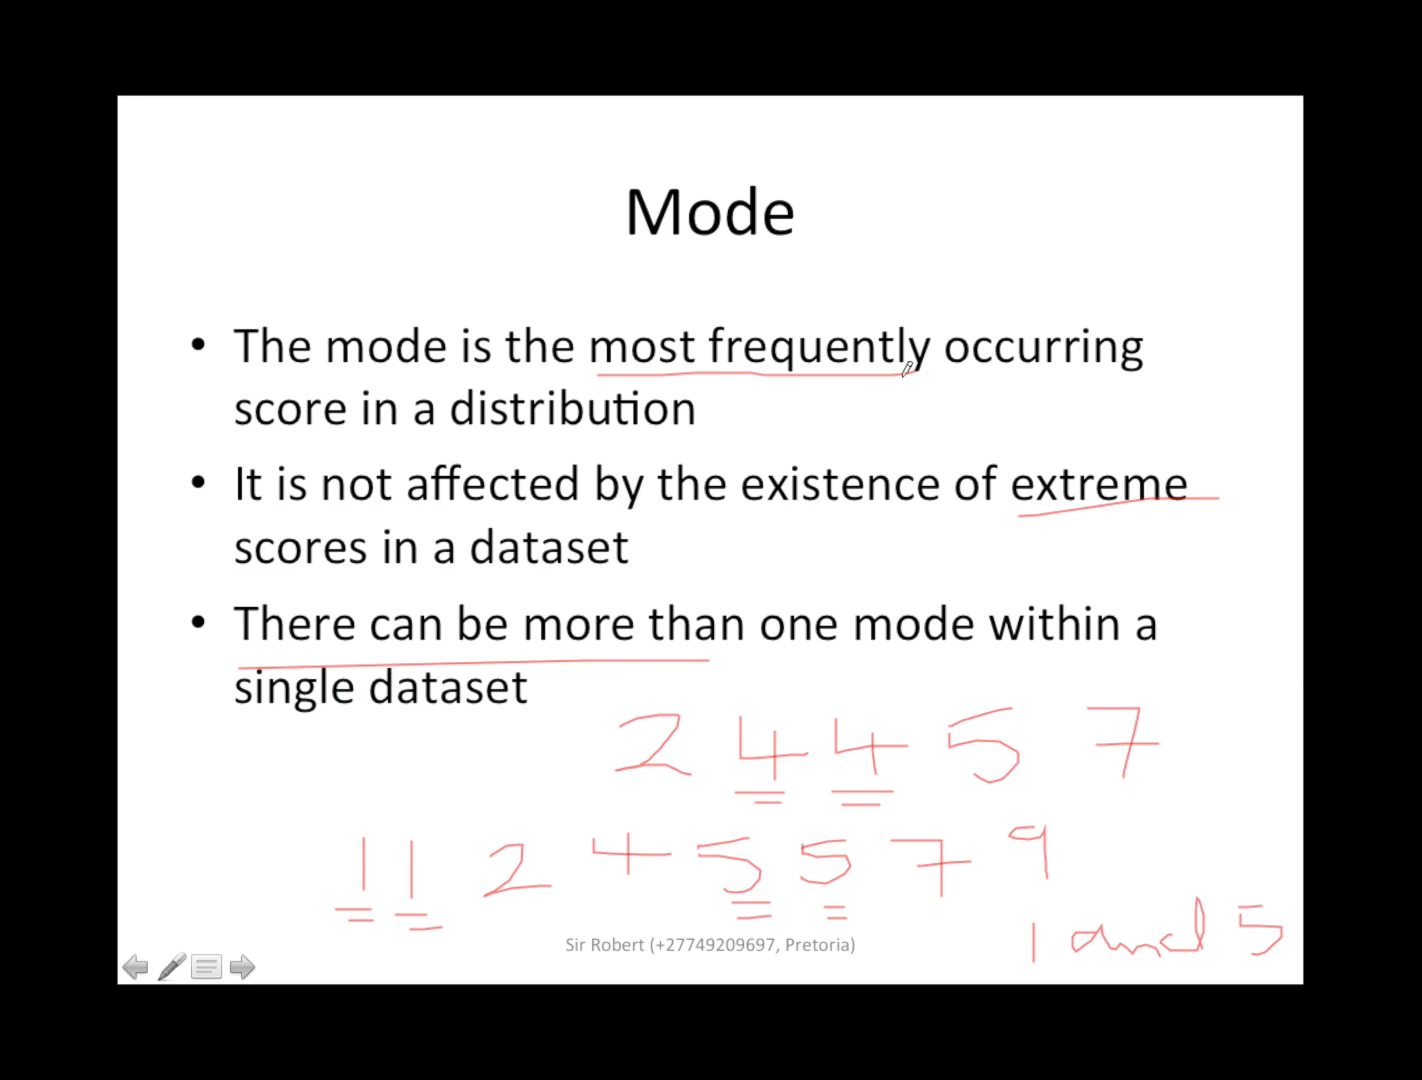 Mode
• The mode is the most frequently occurring
score in a distribution
• It is not affected by the existence of extreme
scores in a dataset
• There can be more than one mode within a
single dataset
2 4 4 5 7
1 1 2 4 5 5 7 9
1 and 5
Sir Robert (+27749209697, Pretoria)